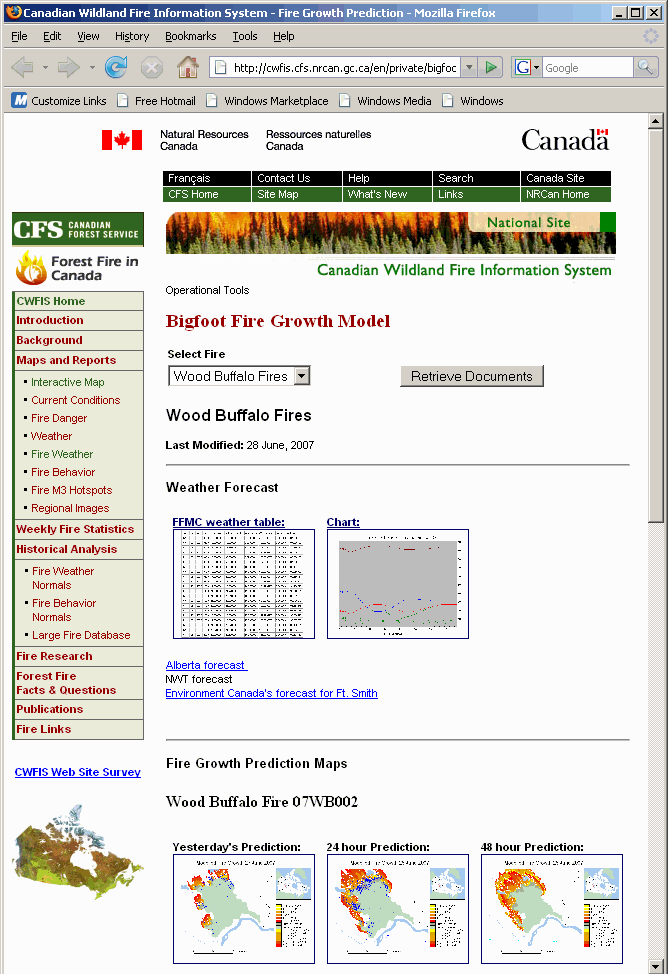 Canadian Wildland Fire Information System - Fire Growth Prediction - Mozilla Firefox
File Edit View History Bookmarks Tools Help
http://cwfis.cfs.nrcan.gc.ca/en/private/bigfoc
G Google
M Customize Links Free Hotmail Windows Marketplace Windows Media Windows
Natural Resources Canada
Ressources naturelles Canada
Canada
Français Contact Us Help Search Canada Site
CFS Home Site Map What's New Links NRCan Home
CFS CANADIAN FOREST SERVICE
National Site
Forest Fire in
Canada
Canadian Wildland Fire Information System
CWFIS Home
Introduction
Background
Maps and Reports
Interactive Map
Current Conditions
Fire Danger
Weather
Fire Weather
Fire Behavior
Fire M3 Hotspots
Regional Images
Weekly Fire Statistics
Historical Analysis
Fire Weather
Normals
Fire Behavior
Normals
Large Fire Database
Fire Research
Forest Fire
Facts & Questions
Publications
Fire Links
CWFIS Web Site Survey
Operational Tools
Bigfoot Fire Growth Model
Select Fire
Wood Buffalo Fires Retrieve Documents
Wood Buffalo Fires
Last Modified: 28 June, 2007
Weather Forecast
FFMC weather table: Chart:
Alberta forecast
NWT forecast
Environment Canada's forecast for Ft. Smith
Fire Growth Prediction Maps
Wood Buffalo Fire 07WB002
Yesterday's Prediction: 24 hour Prediction: 48 hour Prediction: